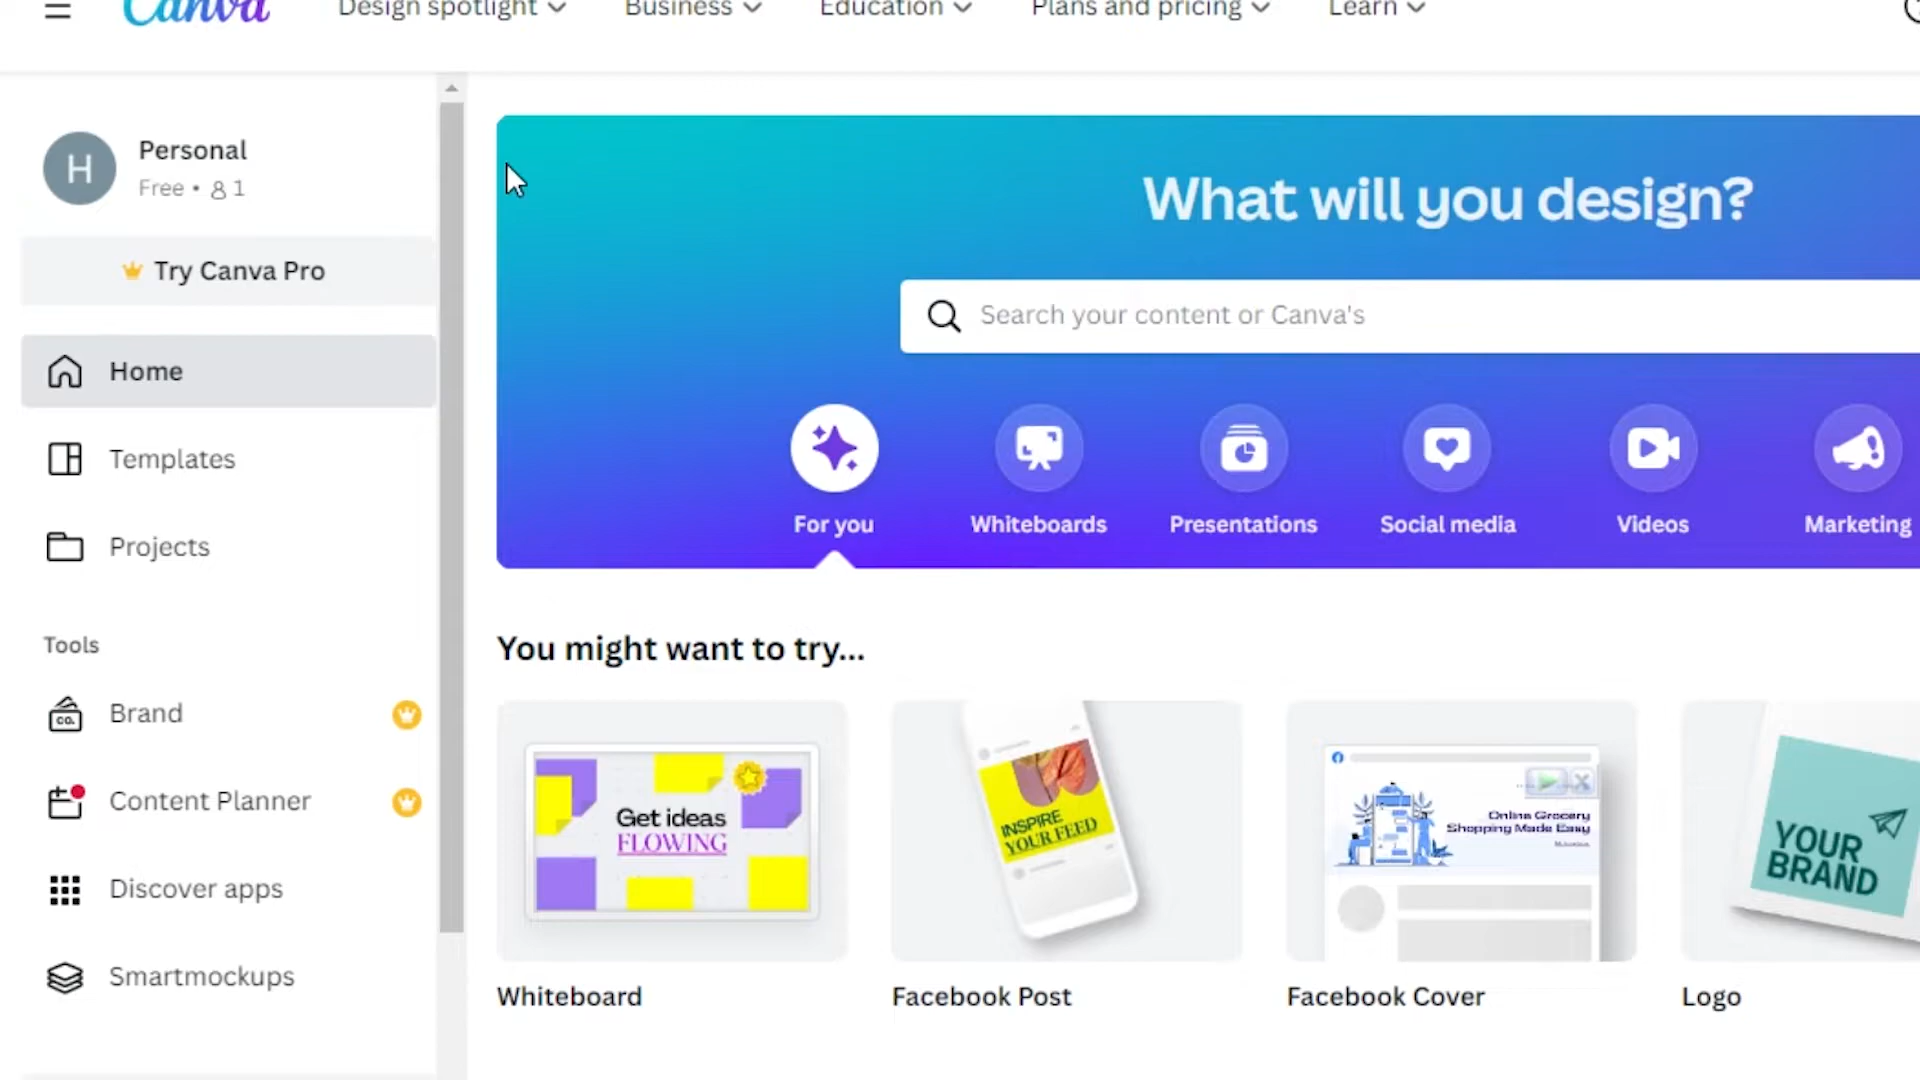 Canva
Design spotlight
Business
Education
Plans and pricing
Learn
H
Personal
Free • 1
Try Canva Pro
Home
Templates
Projects
Tools
CO.
Brand
Content Planner
Discover apps
Smartmockups
What will you design?
Search your content or Canva's
For you
Whiteboards
Presentations
Social media
Videos
Marketing
You might want to try...
Get ideas
FLOWING
Whiteboard
INSPIRE
YOUR FEED
Facebook Post
Online Grocery
Shopping Made Easy
Facebook Cover
YOUR
BRAND
Logo